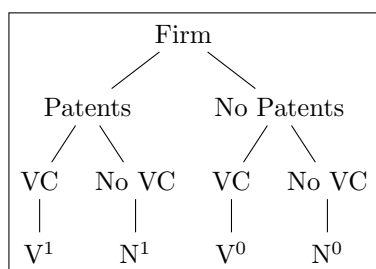 Firm
Patents No Patents
VC No VC VC No VC
V¹ N¹ V⁰ N⁰